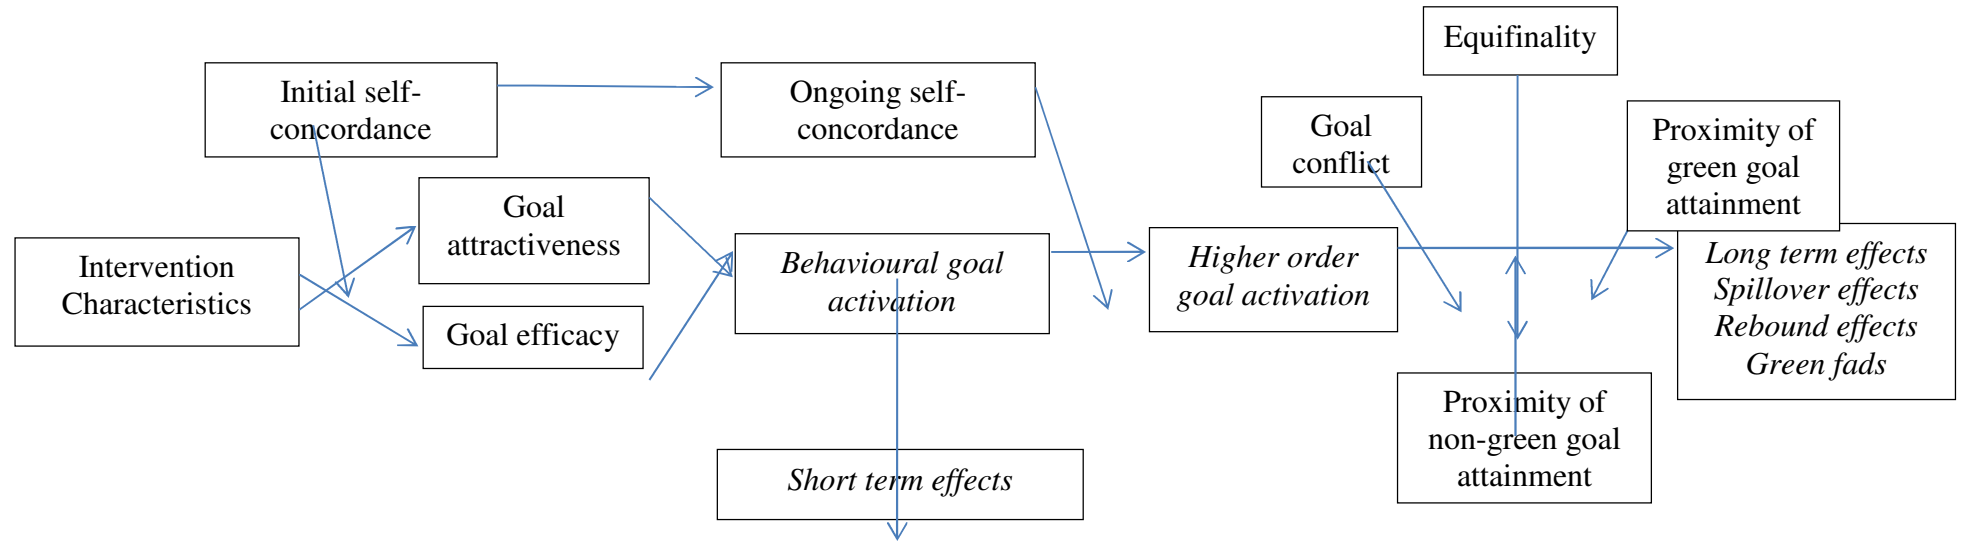 Equifinality
Initial self-
concordance
Ongoing self-
concordance
Goal
conflict
Proximity of
green goal
attainment
Goal
attractiveness
Intervention
Characteristics
Goal efficacy
Behavioural goal
activation
Higher order
goal activation
Long term effects
Spillover effects
Rebound effects
Green fads
Proximity of
non-green goal
attainment
Short term effects